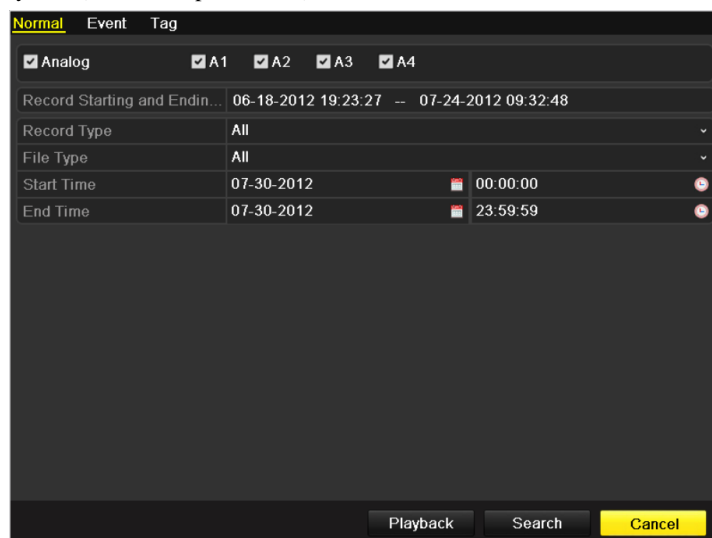 Normal Event Tag
Analog A1 A2 A3 A4
Record Starting and Endin... 06-18-2012 19:23:27 -- 07-24-2012 09:32:48
Record Type All
File Type All
Start Time 07-30-2012 00:00:00
End Time 07-30-2012 23:59:59
Playback Search Cancel